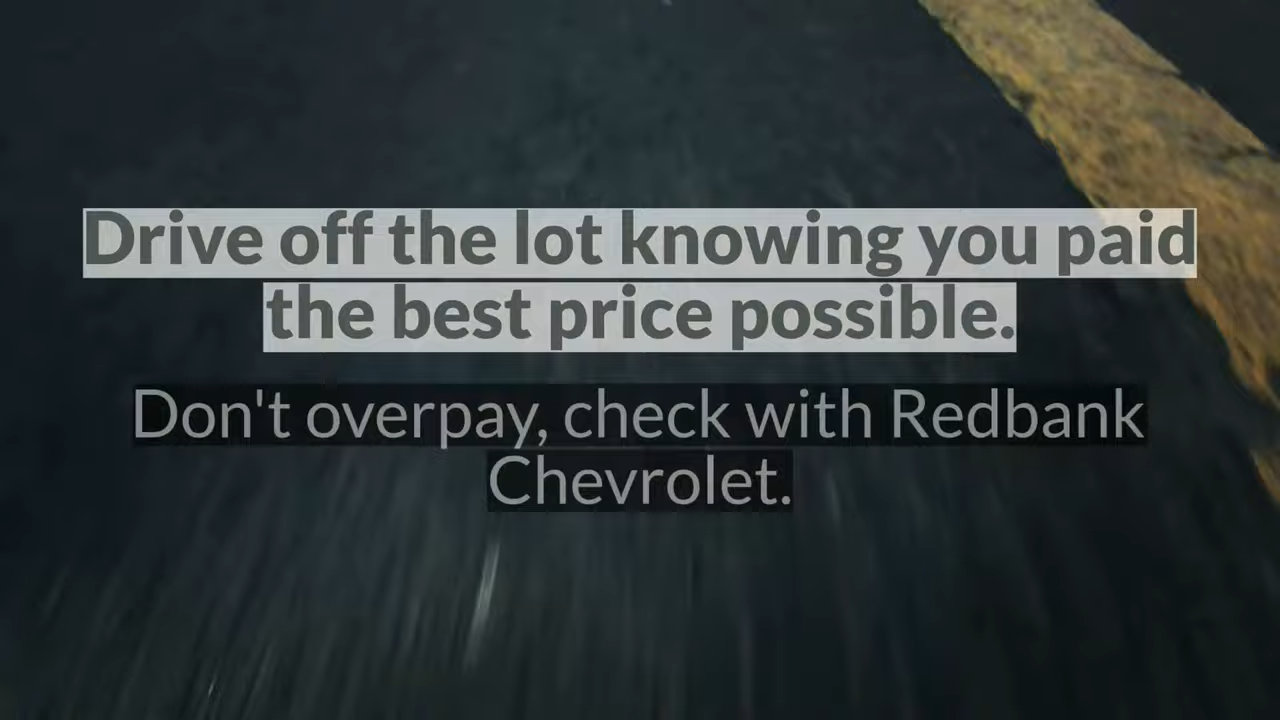 Drive off the lot knowing you paid
the best price possible.
Don't overpay, check with Redbank
Chevrolet.